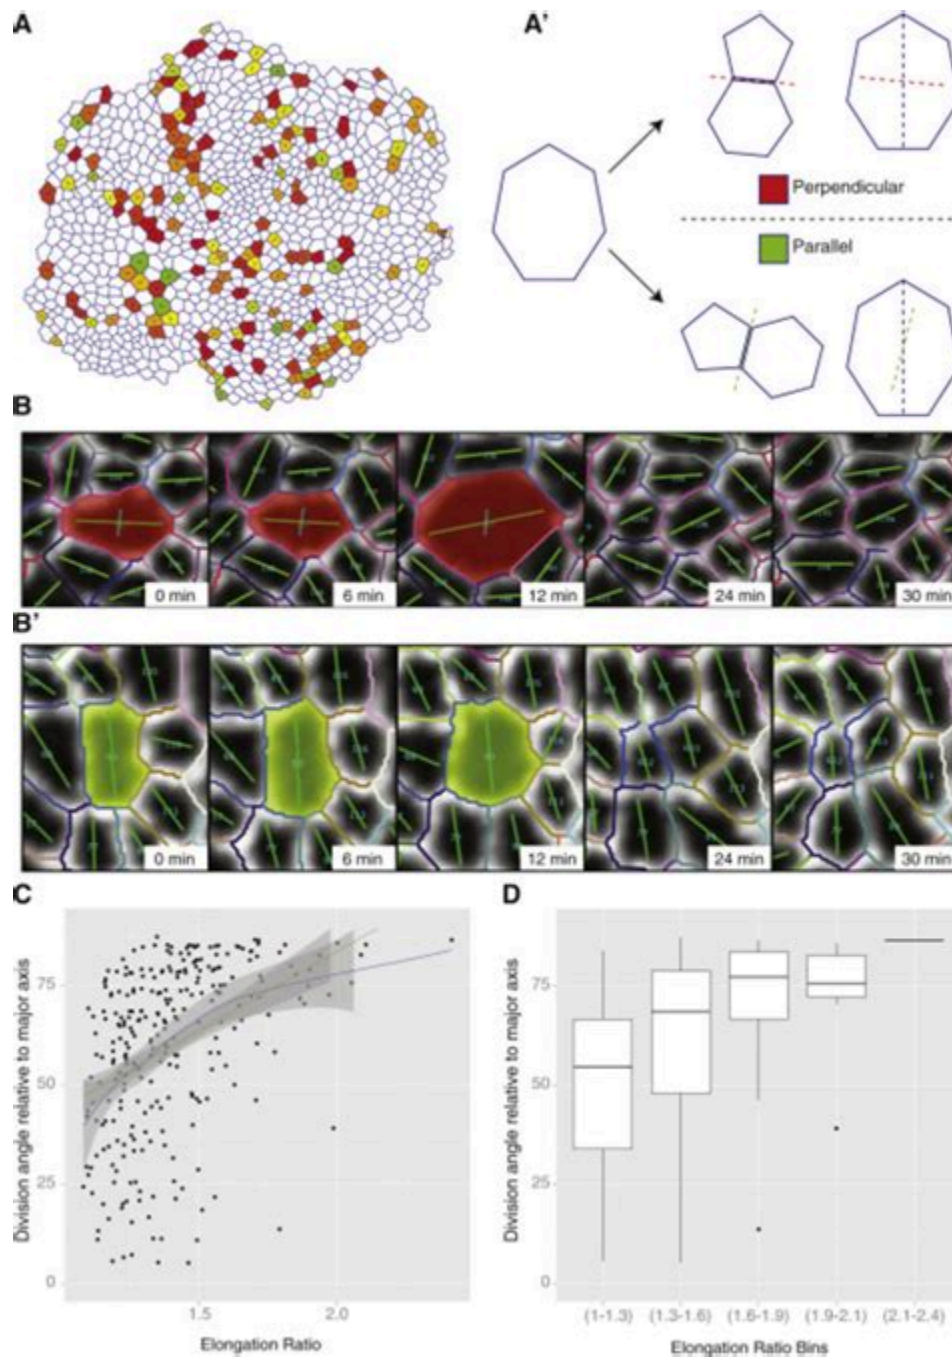 A
A'
Perpendicular
Parallel
B
0 min
6 min
12 min
24 min
30 min
B'
0 min
6 min
12 min
24 min
30 min
C
Division angle relative to major axis
75
50
25
0
1.5
2.0
Elongation Ratio
D
Division angle relative to major axis
75
50
25
0
(1-1.3)
(1.3-1.6)
(1.6-1.9)
(1.9-2.1)
(2.1-2.4)
Elongation Ratio Bins